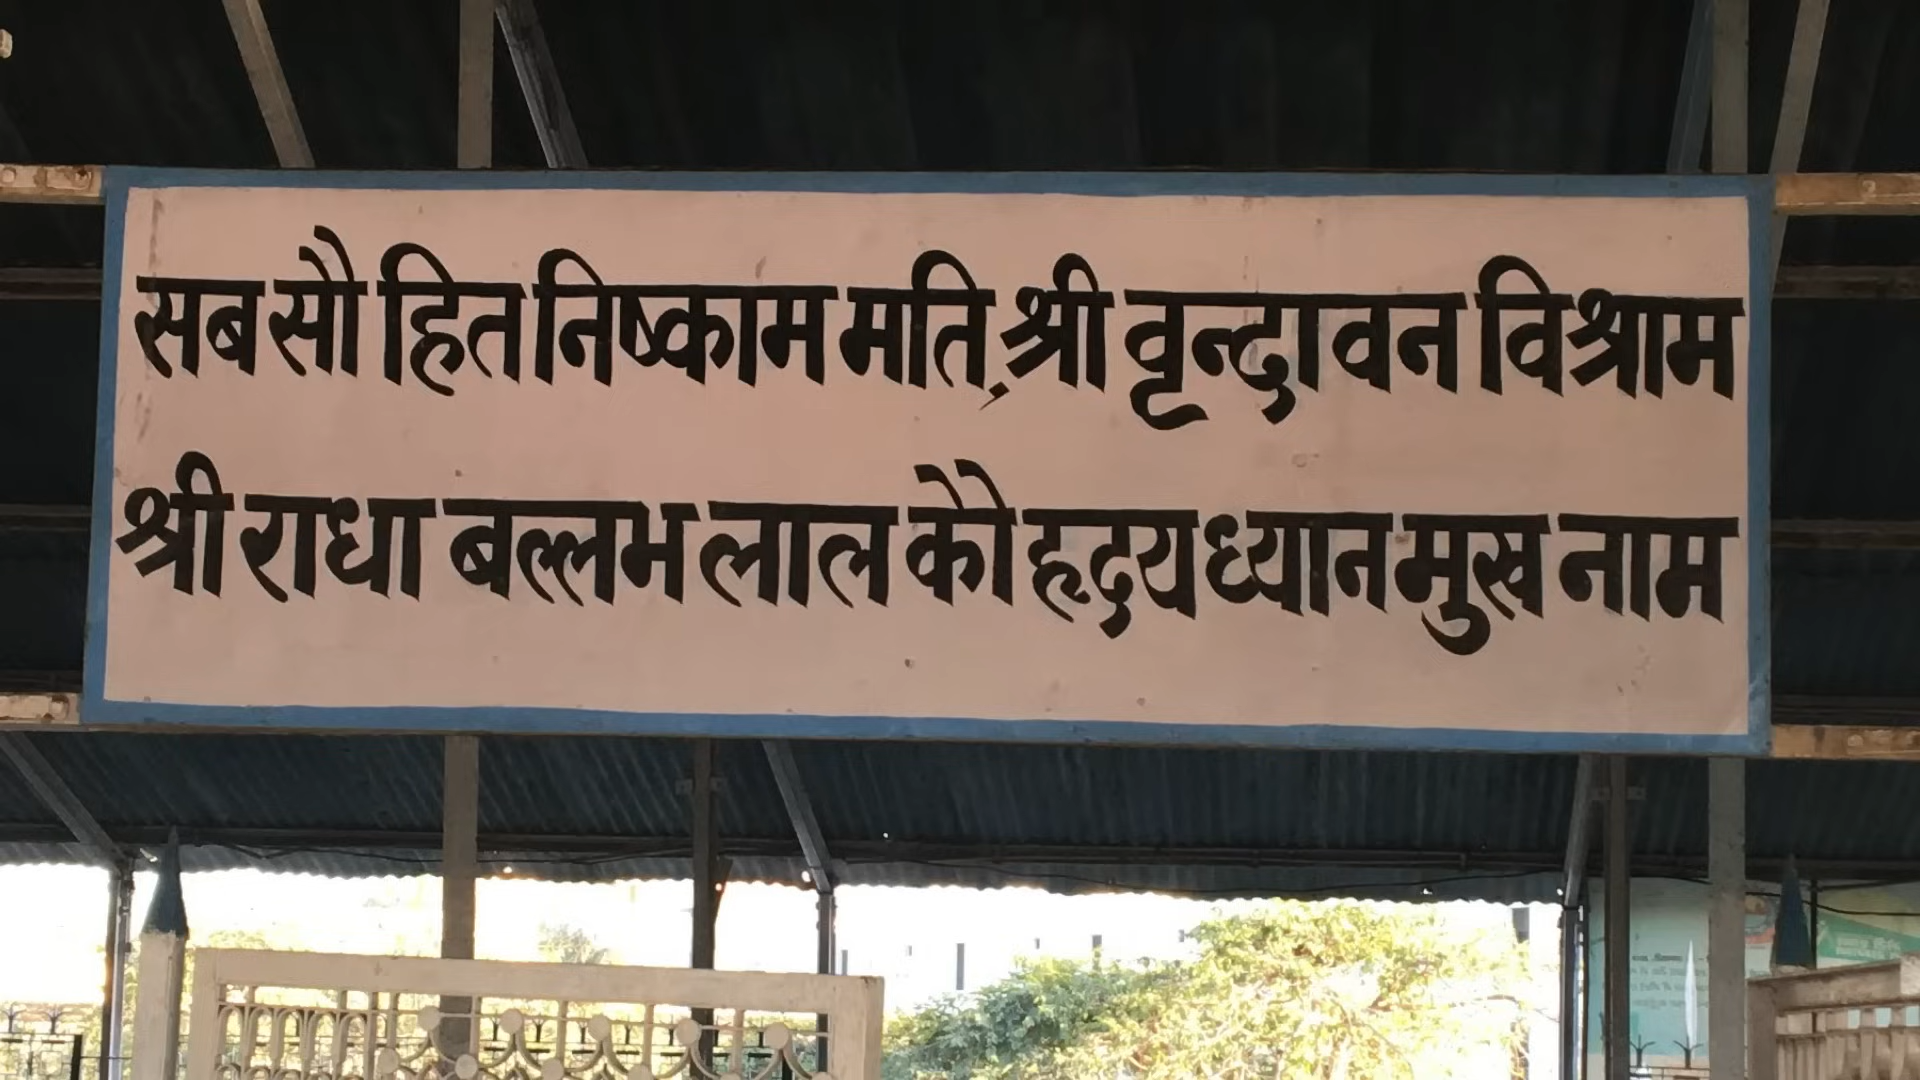 सब सौ हित निष्काम मति, श्री वृन्दावन विश्राम
श्री राधा बल्लभ लाल कौ हृदय ध्यान मुख नाम